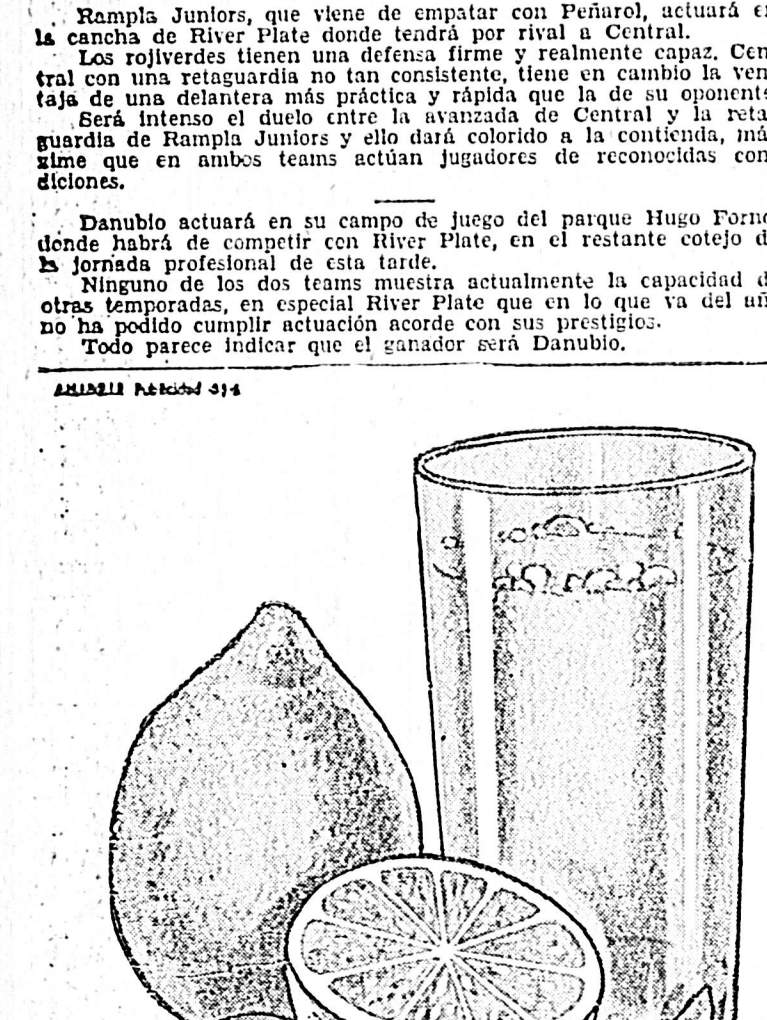 Rampla Juniors, que viene de empatar con Peñarol, actuará e
la cancha de River Plate donde tendrá por rival a Central.
Los rojiverdes tienen una defensa firme y realmente capaz. Cen
tral con una retaguardia no tan consistente, tiene en cambio la ven
taja de una delantera más práctica y rápida que la de su oponente
Será intenso el duelo entre la avanzada de Central y la reta
guardia de Rampla Juniors y ello dará colorido a la contienda, má
xime que en ambos teams actúan jugadores de reconocidas con
diciones.
Danubio actuará en su campo de juego del parque Hugo Forno
donde habrá de competir con River Plate, en el restante cotejo d
la jornada profesional de esta tarde.
Ninguno de los dos teams muestra actualmente la capacidad d
otras temporadas, en especial River Plate que en lo que va del añ
no ha podido cumplir actuación acorde con sus prestigios.
Todo parece indicar que el ganador será Danubio.